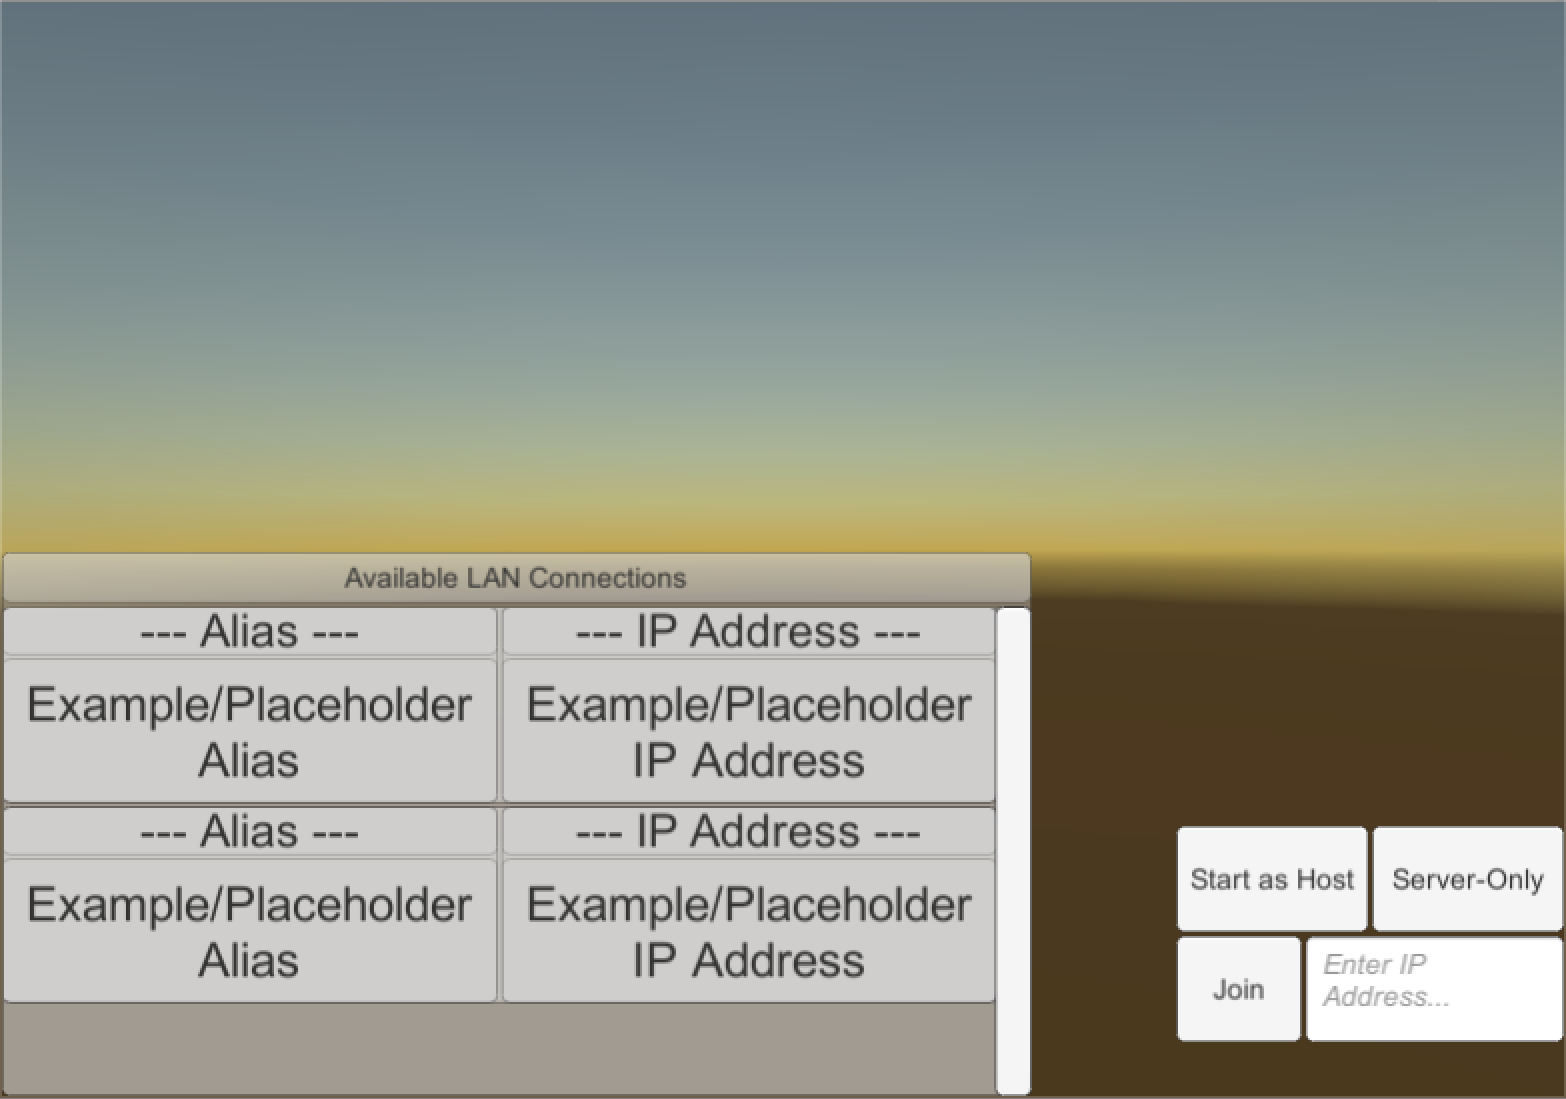 Available LAN Connections
--- Alias --- --- IP Address ---
Example/Placeholder Alias Example/Placeholder IP Address
--- Alias --- --- IP Address ---
Example/Placeholder Alias Example/Placeholder IP Address
Start as Host Server-Only
Join Enter IP
Address...